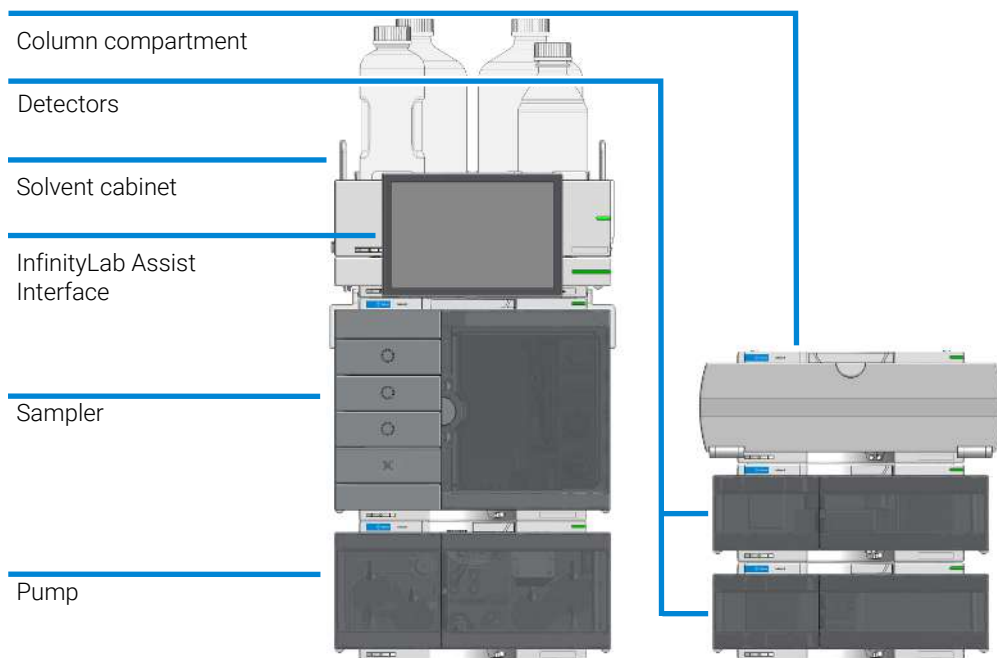 Column compartment
Detectors
Solvent cabinet
InfinityLab Assist
Interface
Sampler
Pump